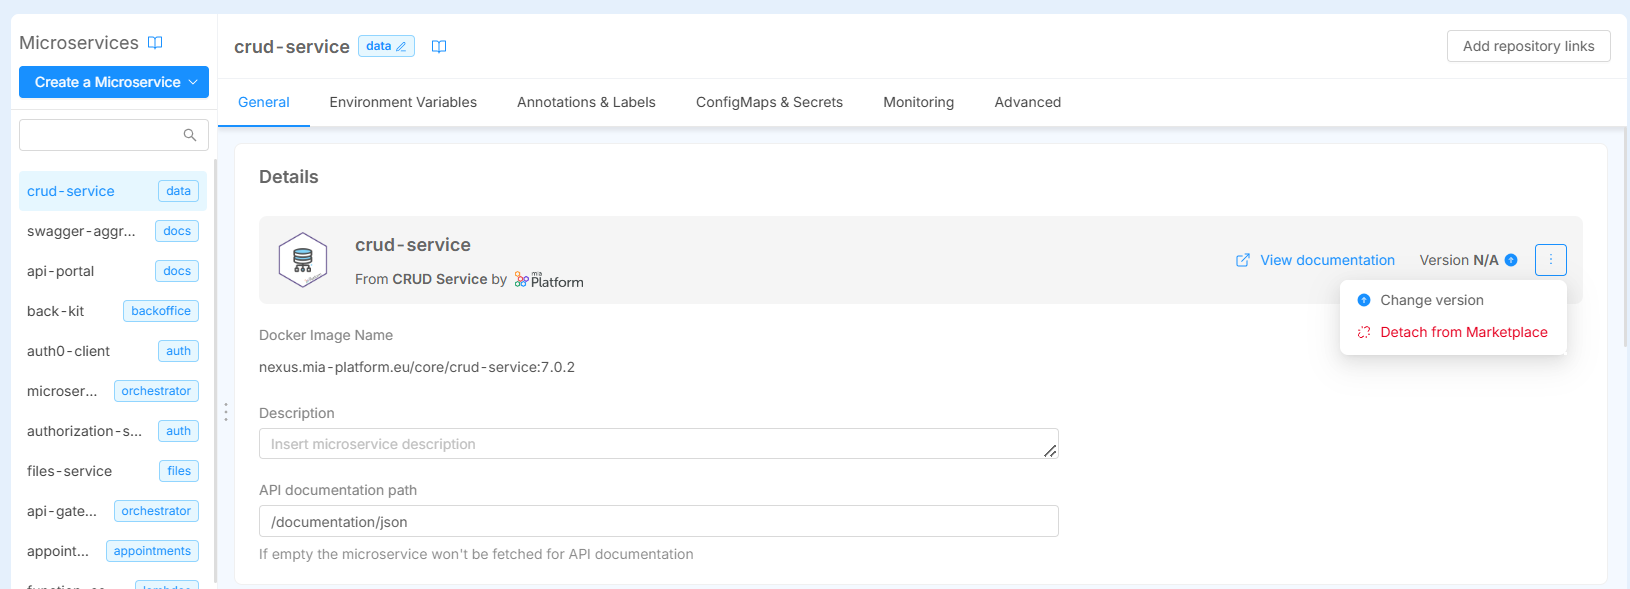 Microservices
Create a Microservice
crud-service data
swagger-aggr... docs
api-portal docs
back-kit backoffice
auth0-client auth
microser... orchestrator
authorization-s... auth
files-service files
api-gate... orchestrator
appoint... appointments
crud-service data
Add repository links
General Environment Variables Annotations & Labels ConfigMaps & Secrets Monitoring Advanced
Details
crud-service
From CRUD Service by mia Platform
View documentation Version N/A
Change version
Detach from Marketplace
Docker Image Name
nexus.mia-platform.eu/core/crud-service:7.0.2
Description
Insert microservice description
API documentation path
/documentation/json
If empty the microservice won't be fetched for API documentation